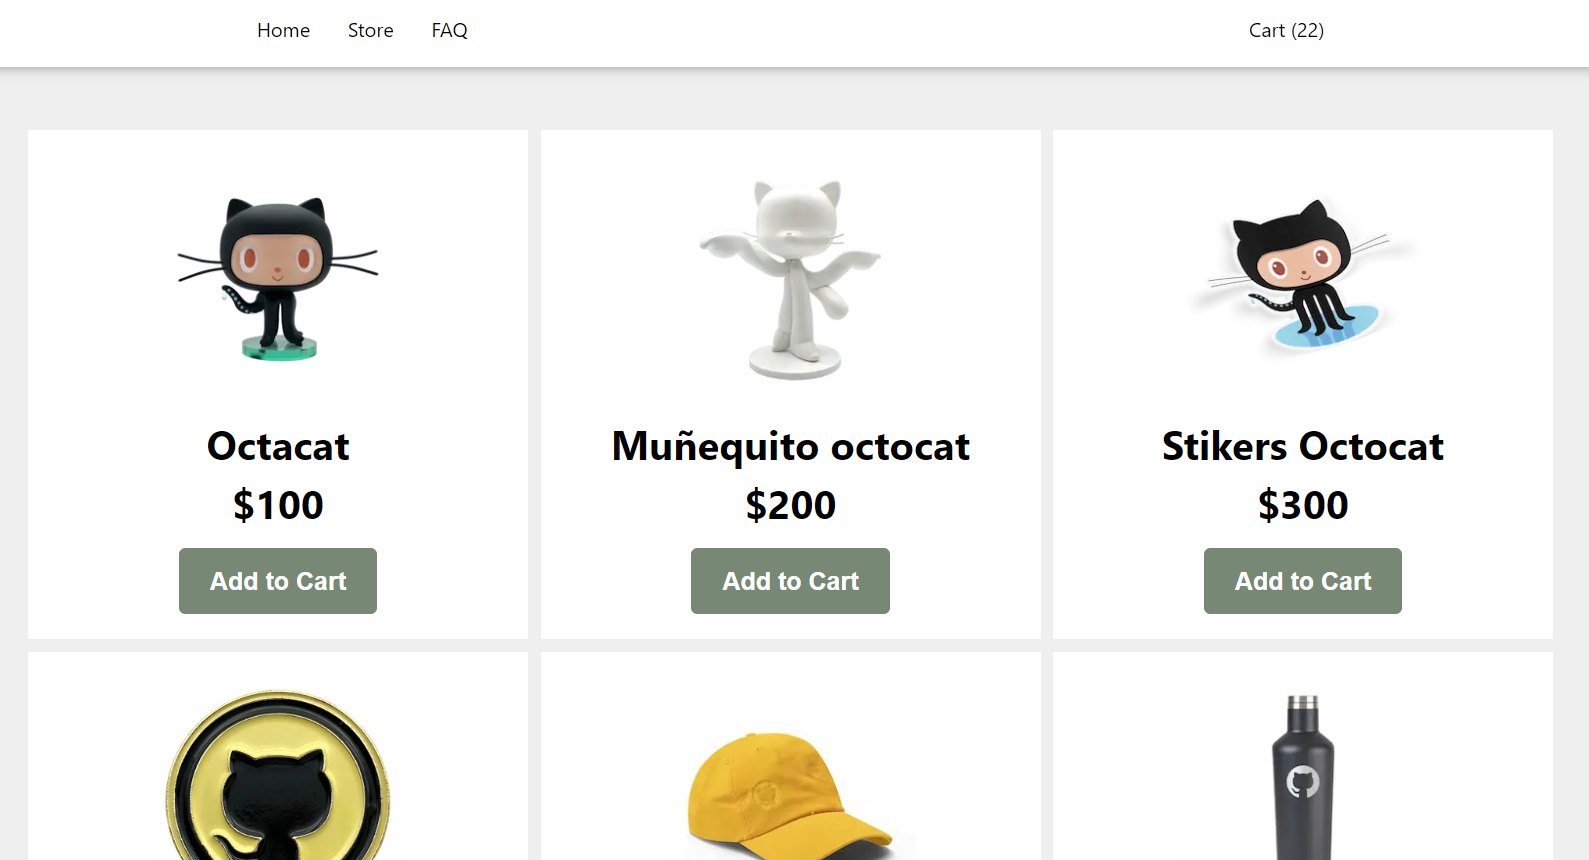 Home Store FAQ Cart (22)
Octacat
$100
Add to Cart
Muñequito octocat
$200
Add to Cart
Stikers Octocat
$300
Add to Cart